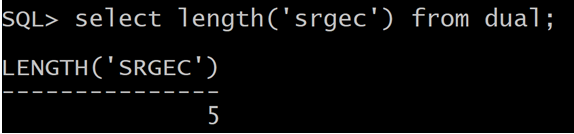 SQL> select length('srgec') from dual;
LENGTH('SRGEC')
---------------
5